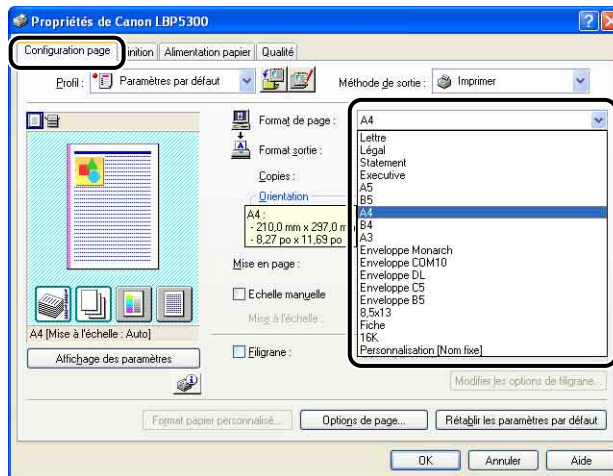 Propriétés de Canon LBP5300
Configuration page
inition
Alimentation papier
Qualité
Profil :
Paramètres par défaut
Méthode de sortie :
Imprimer
Format de page :
A4
Format sortie :
Copies :
Orientation
A4 :
- 210,0 mm x 297,0 m
- 8,27 po x 11,69 po
Mise en page :
Echelle manuelle
Mise à l'échelle :
Filigrane :
Lettre
Légal
Statement
Executive
A5
B5
A4
B4
A3
Enveloppe Monarch
Enveloppe COM10
Enveloppe DL
Enveloppe C5
Enveloppe B5
8,5x13
Fiche
16K
Personnalisation [Nom fixe]
A4 [Mise à l'échelle : Auto]
Affichage des paramètres
Modifier les options de filigrane...
Format papier personnalisé...
Options de page...
Rétablir les paramètres par défaut
OK
Annuler
Aide